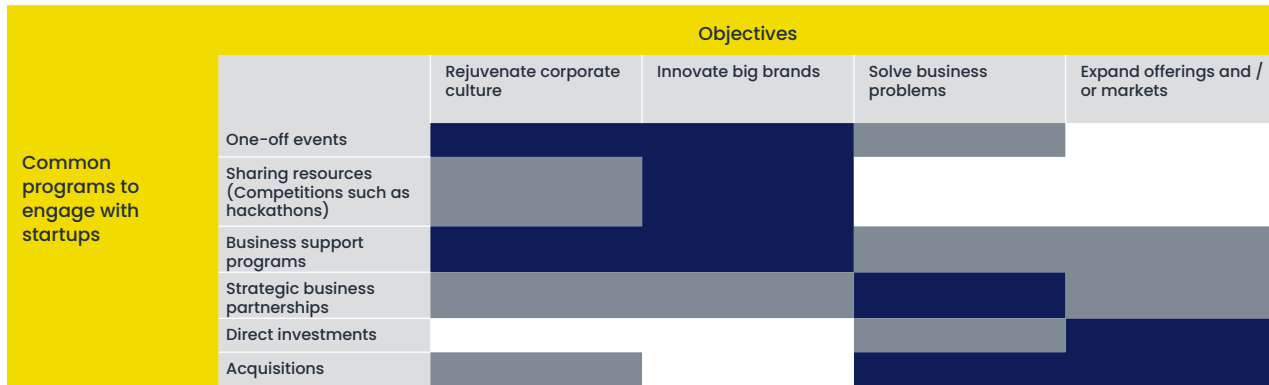 Objectives
Rejuvenate corporate
culture
Innovate big brands
Solve business
problems
Expand offerings and /
or markets
Common
programs to
engage with
startups
One-off events
Sharing resources
(Competitions such as
hackathons)
Business support
programs
Strategic business
partnerships
Direct investments
Acquisitions